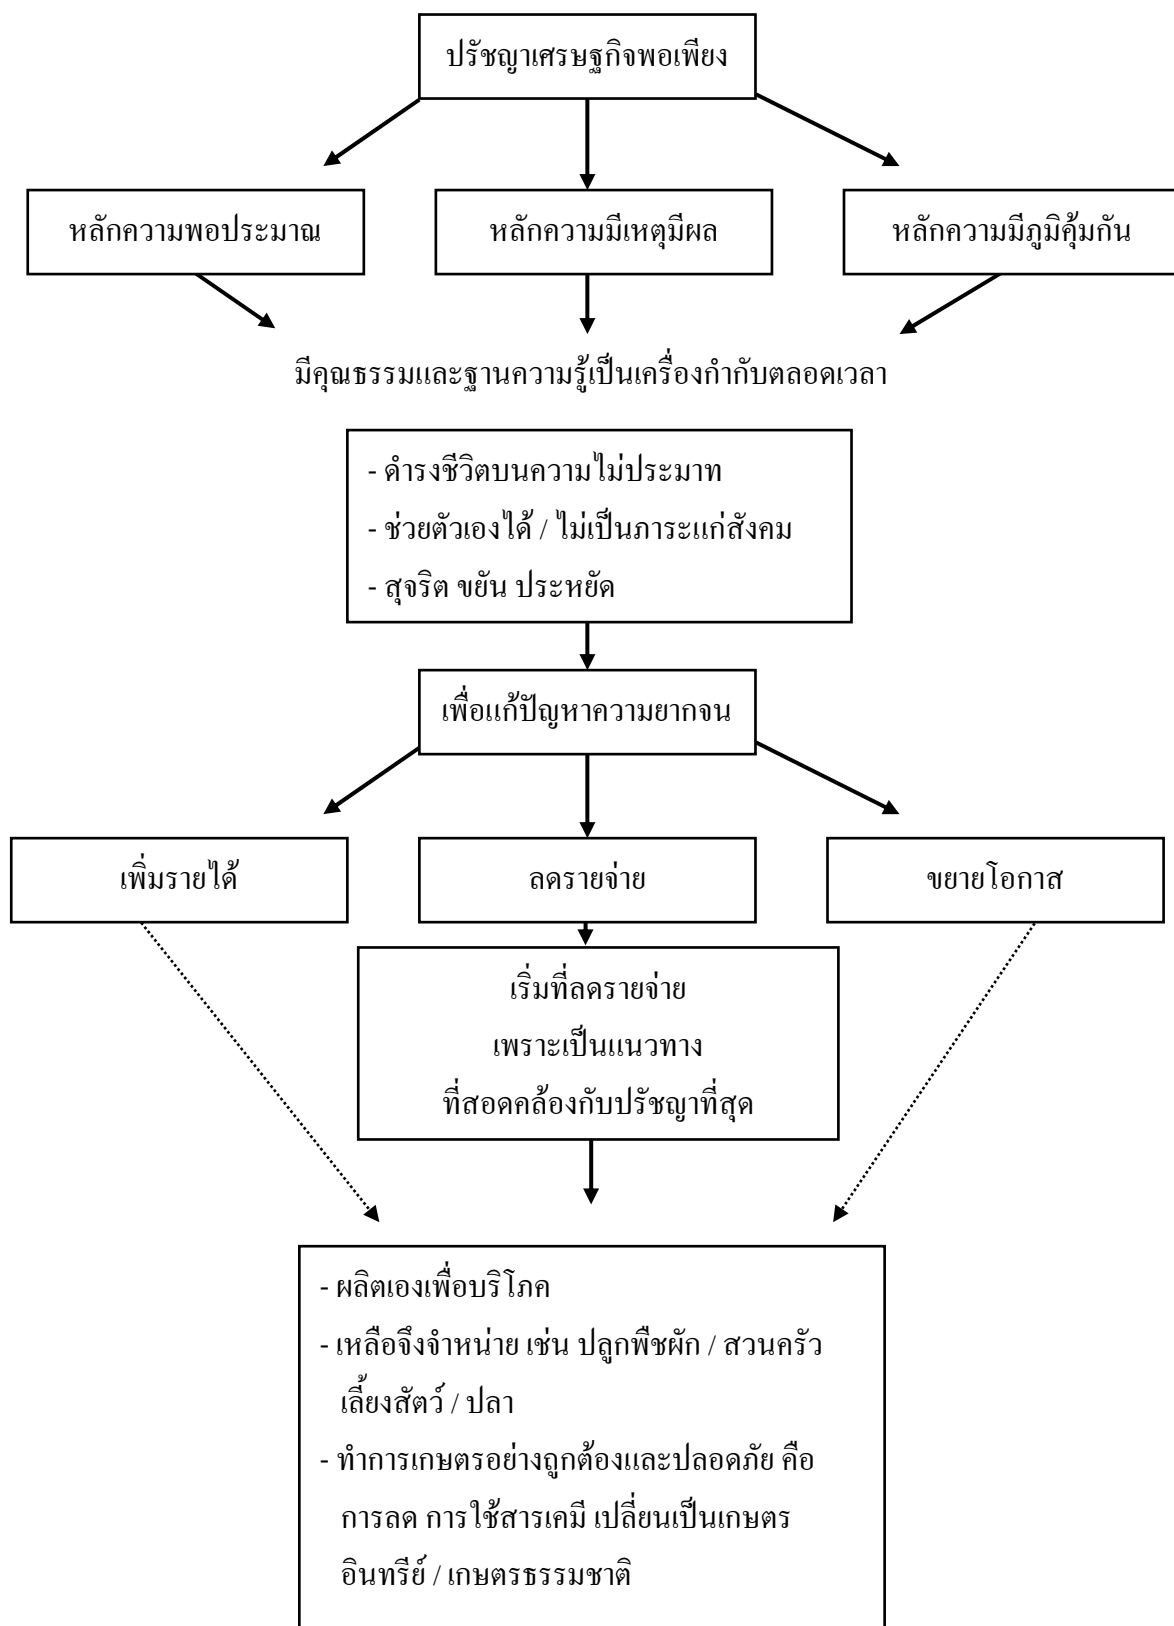 ปรัชญาเศรษฐกิจพอเพียง
หลักความพอประมาณ
หลักความมีเหตุมีผล
หลักความมีภูมิคุ้มกัน
มีคุณธรรมและฐานความรู้เป็นเครื่องกำกับตลอดเวลา
- ดำรงชีวิตบนความไม่ประมาท
- ช่วยตัวเองได้ / ไม่เป็นภาระแก่สังคม
- สุจริต ขยัน ประหยัด
เพื่อแก้ปัญหาความยากจน
เพิ่มรายได้
ลดรายจ่าย
ขยายโอกาส
เริ่มที่ลดรายจ่าย
เพราะเป็นแนวทาง
ที่สอดคล้องกับปรัชญาที่สุด
- ผลิตเองเพื่อบริโภค
- เหลือจึงจำหน่าย เช่น ปลูกพืชผัก / สวนครัว
เลี้ยงสัตว์ / ปลา
- ทำการเกษตรอย่างถูกต้องและปลอดภัย คือ
การลด การใช้สารเคมี เปลี่ยนเป็นเกษตร
อินทรีย์ / เกษตรธรรมชาติ